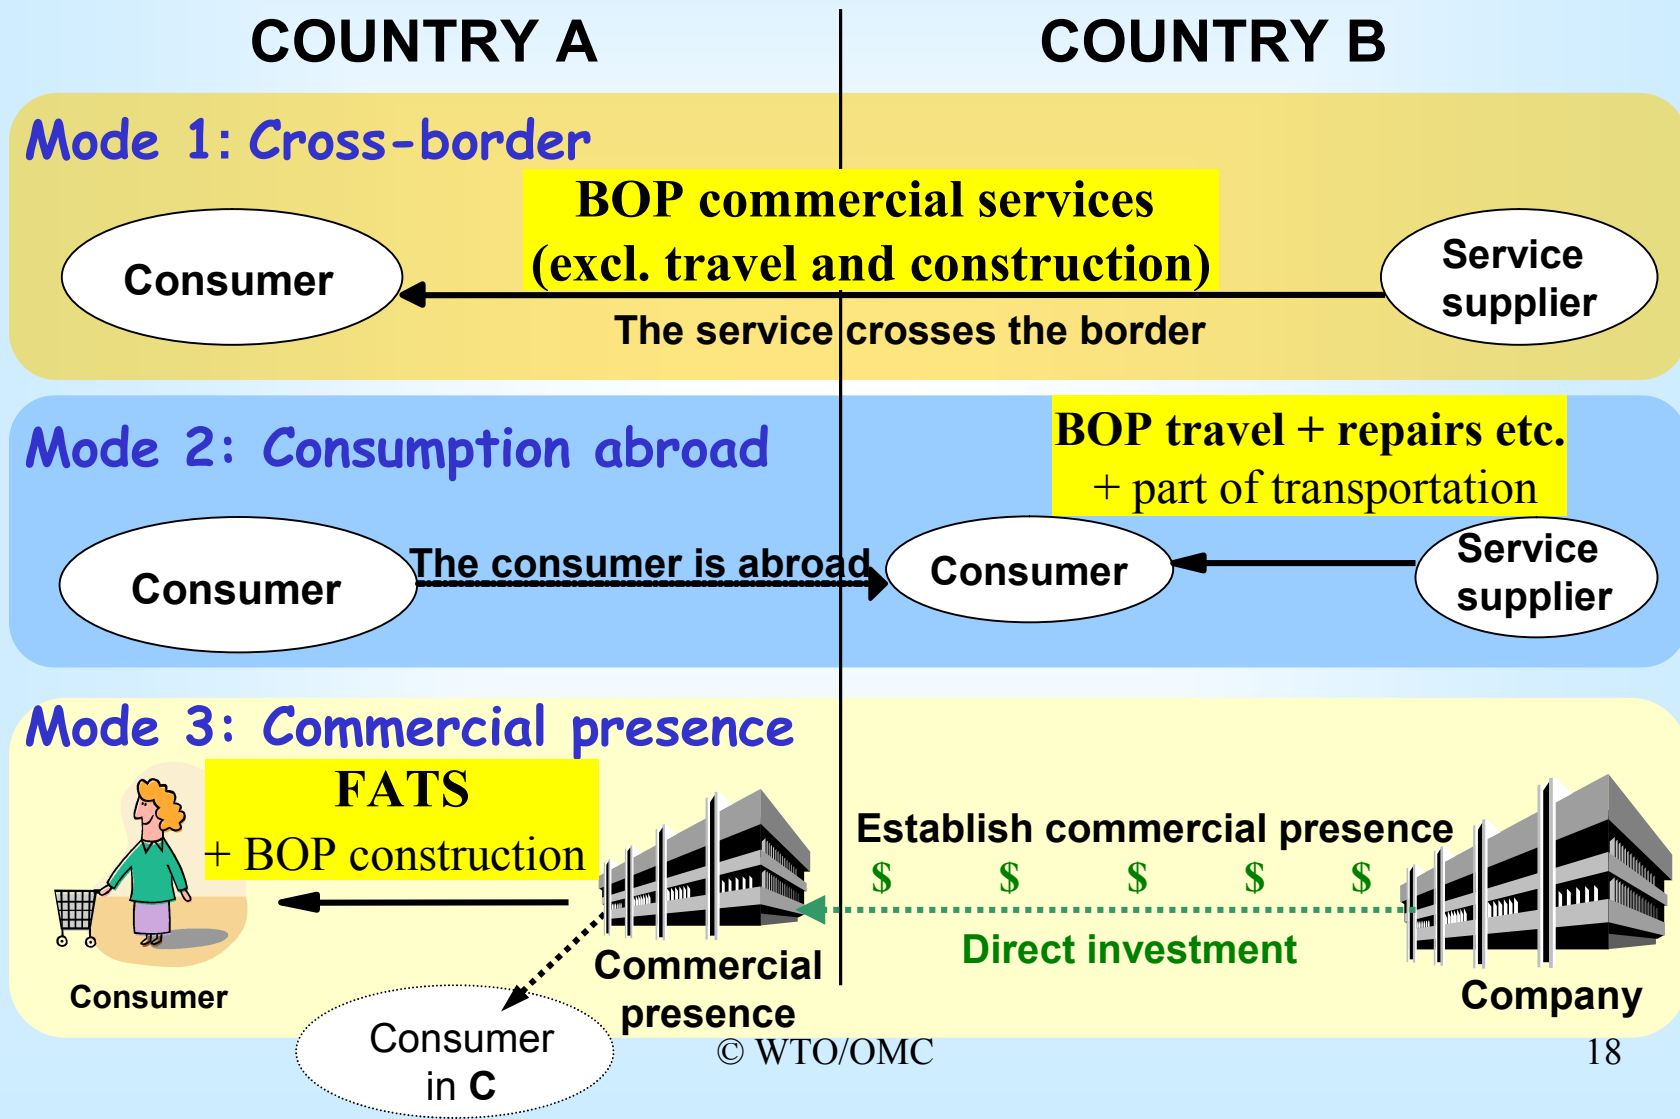 COUNTRY A
COUNTRY B
Mode 1: Cross-border
BOP commercial services
(excl. travel and construction)
Consumer
Service
supplier
The service crosses the border
Mode 2: Consumption abroad
BOP travel + repairs etc.
+ part of transportation
Consumer
The consumer is abroad
Consumer
Service
supplier
Mode 3: Commercial presence
FATS
+ BOP construction
Establish commercial presence
$ $ $ $ $
Direct investment
Consumer
Commercial
presence
Company
Consumer
in C
© WTO/OMC
18